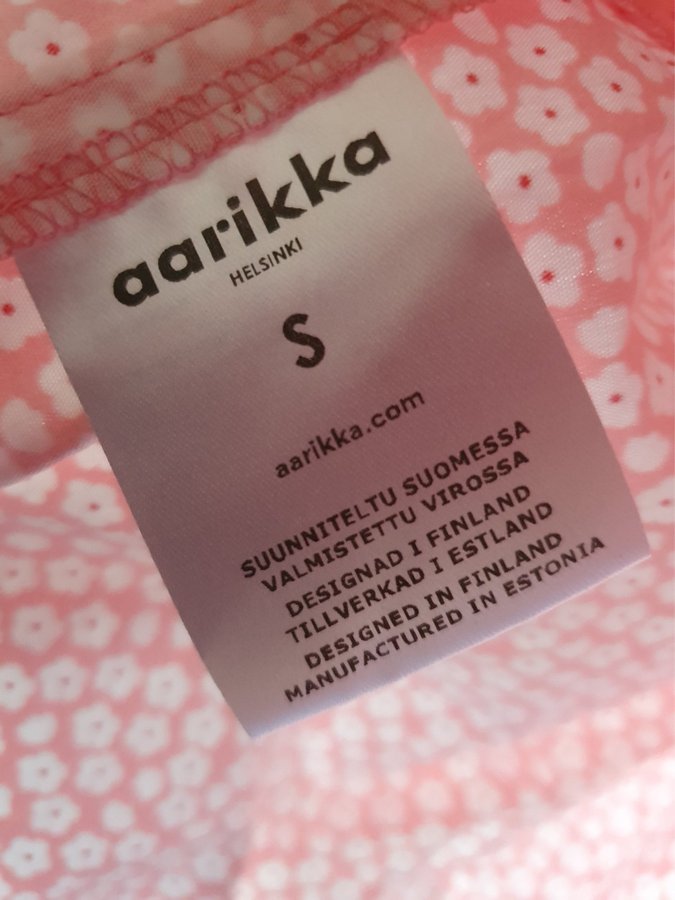 aarikka
HELSINKI
S
aarikka.com
SUUNNITELTU SUOMESSA
VALMISTETTU VIROSSA
DESIGNAD I FINLAND
TILLVERKAD I ESTLAND
DESIGNED IN FINLAND
MANUFACTURED IN ESTONIA